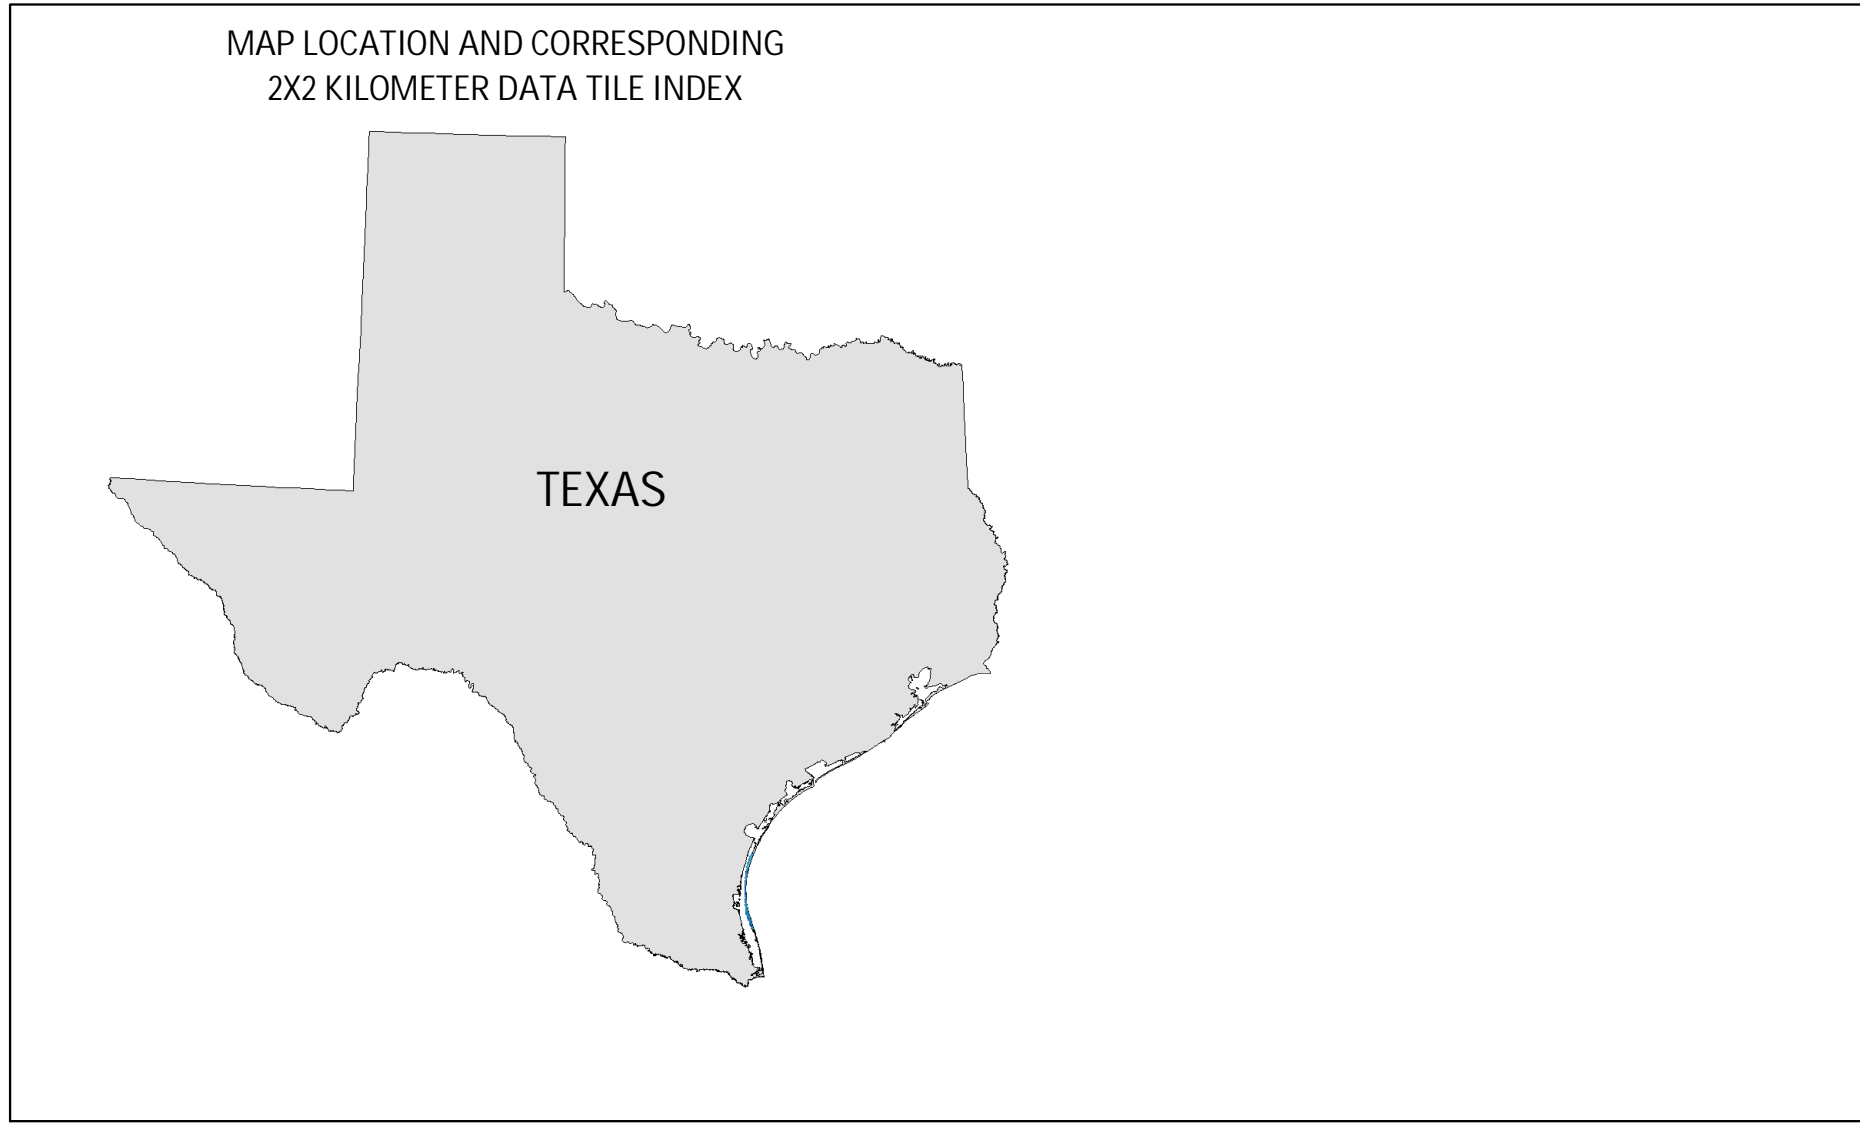 MAP LOCATION AND CORRESPONDING
2X2 KILOMETER DATA TILE INDEX
TEXAS